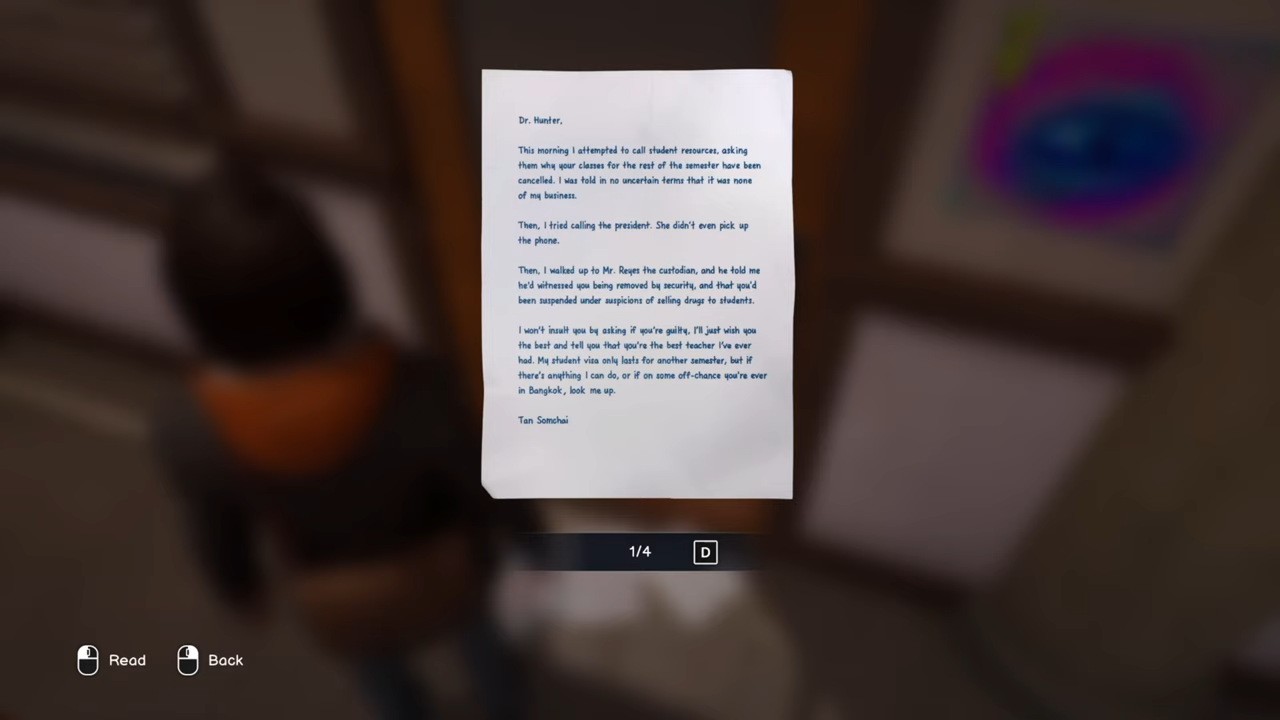 Dr. Hunter,
This morning I attempted to call student resources, asking
them why your classes for the rest of the semester have been
cancelled. I was told in no uncertain terms that it was none
of my business.
Then, I tried calling the president. She didn't even pick up
the phone.
Then, I walked up to Mr. Reyes the custodian, and he told me
he'd witnessed you being removed by security, and that you'd
been suspended under suspicions of selling drugs to students.
I won't insult you by asking if you're guilty, I'll just wish you
the best and tell you that you're the best teacher I've ever
had. My student visa only lasts for another semester, but if
there's anything I can do, or if on some off-chance you're ever
in Bangkok, look me up.
Tan Somchai
1/4 D
Read Back